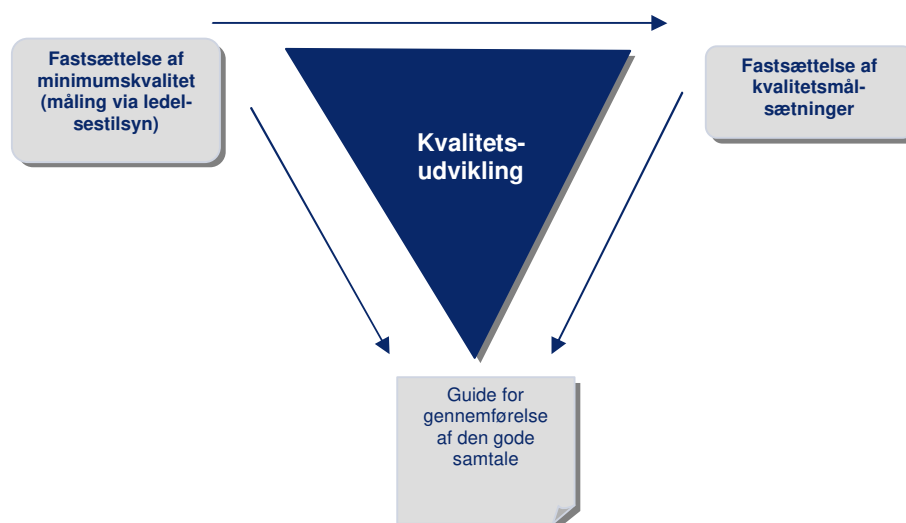 Fastsættelse af
minimumskvalitet
(måling via ledel-
sestilsyn)
Kvalitets-
udvikling
Fastsættelse af
kvalitetsmål-
sætninger
Guide for
gennemførelse
af den gode
samtale